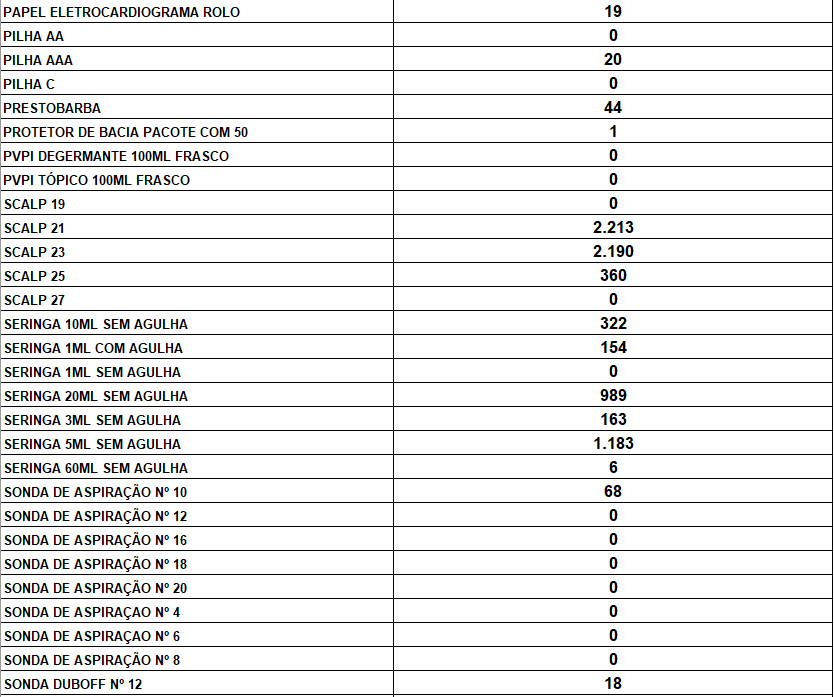 PAPEL ELETROCARDIOGRAMA ROLO 19
PILHA AA 0
PILHA AAA 20
PILHA C 0
PRESTOBARBA 44
PROTETOR DE BACIA PACOTE COM 50 1
PVPI DEGERMANTE 100ML FRASCO 0
PVPI TÓPICO 100ML FRASCO 0
SCALP 19 0
SCALP 21 2.213
SCALP 23 2.190
SCALP 25 360
SCALP 27 0
SERINGA 10ML SEM AGULHA 322
SERINGA 1ML COM AGULHA 154
SERINGA 1ML SEM AGULHA 0
SERINGA 20ML SEM AGULHA 989
SERINGA 3ML SEM AGULHA 163
SERINGA 5ML SEM AGULHA 1.183
SERINGA 60ML SEM AGULHA 6
SONDA DE ASPIRAÇÃO Nº 10 68
SONDA DE ASPIRAÇÃO Nº 12 0
SONDA DE ASPIRAÇÃO Nº 16 0
SONDA DE ASPIRAÇÃO Nº 18 0
SONDA DE ASPIRAÇÃO Nº 20 0
SONDA DE ASPIRAÇAO Nº 4 0
SONDA DE ASPIRAÇÃO Nº 6 0
SONDA DE ASPIRAÇÃO Nº 8 0
SONDA DUBOFF Nº 12 18